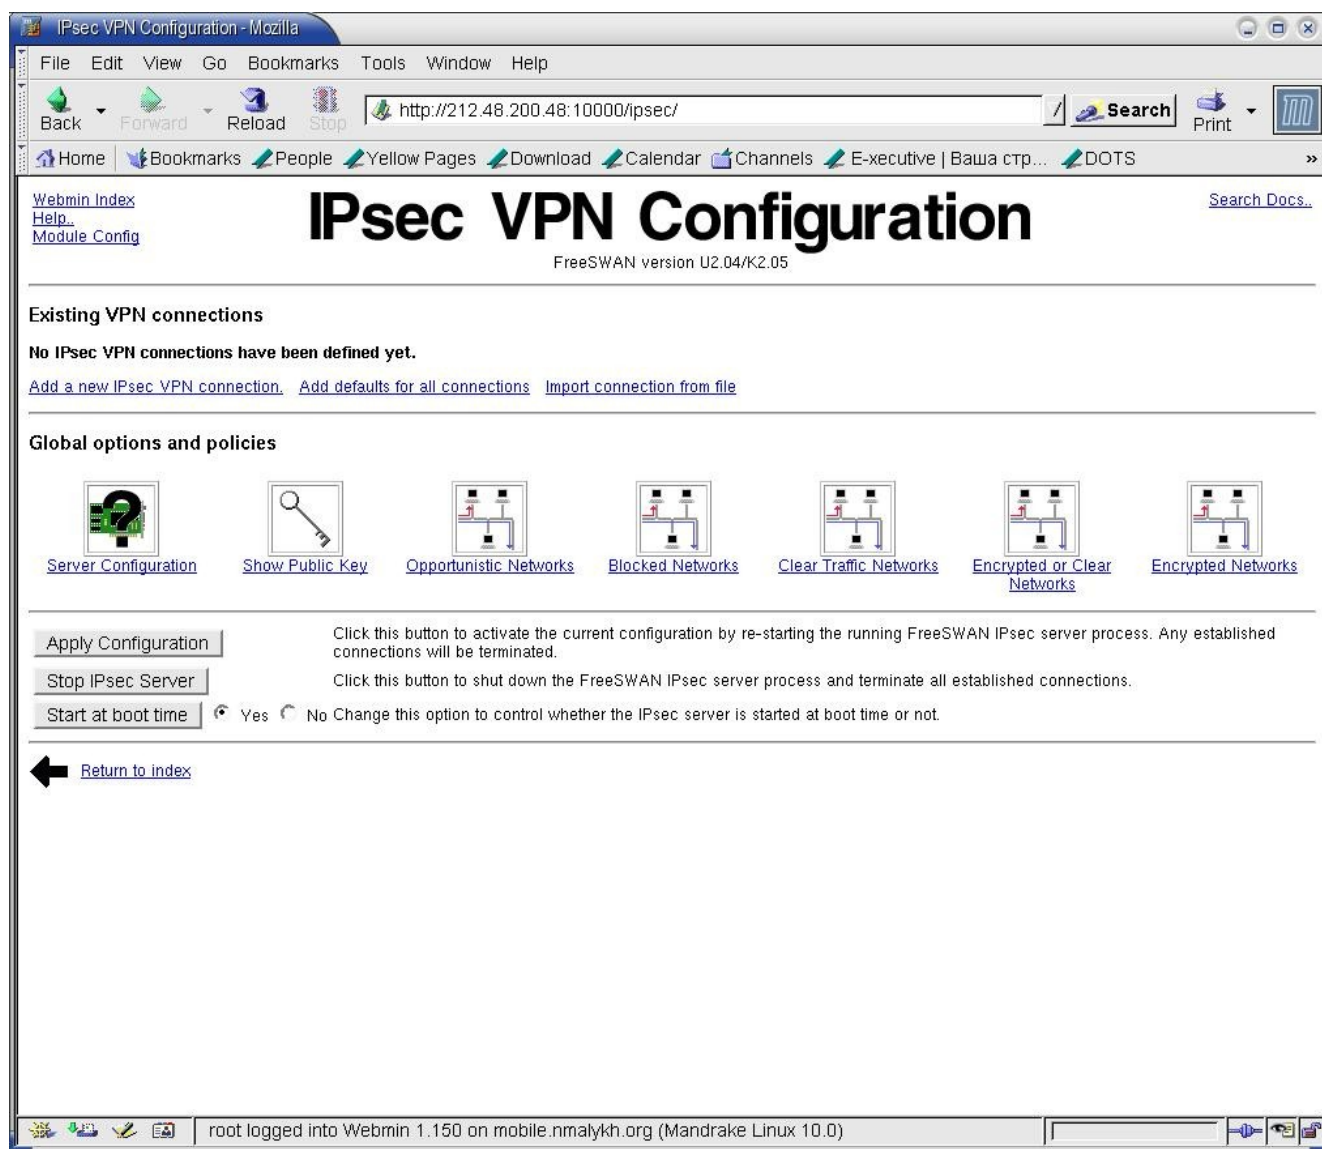 IPsec VPN Configuration - Mozilla
File Edit View Go Bookmarks Tools Window Help
Back Forward Reload Stop http://212.48.200.48:10000/ipsec/ Search Print
Home Bookmarks People Yellow Pages Download Calendar Channels E-xecutive | Ваша стр... DOTS »
Webmin Index
Help..
Module Config
IPsec VPN Configuration
Search Docs..
FreeSWAN version U2.04/K2.05
Existing VPN connections
No IPsec VPN connections have been defined yet.
Add a new IPsec VPN connection. Add defaults for all connections Import connection from file
Global options and policies
Server Configuration Show Public Key Opportunistic Networks Blocked Networks Clear Traffic Networks Encrypted or Clear Networks Encrypted Networks
Apply Configuration Click this button to activate the current configuration by re-starting the running FreeSWAN IPsec server process. Any established
connections will be terminated.
Stop IPsec Server Click this button to shut down the FreeSWAN IPsec server process and terminate all established connections.
Start at boot time Yes No Change this option to control whether the IPsec server is started at boot time or not.
Return to index
root logged into Webmin 1.150 on mobile.nmalykh.org (Mandrake Linux 10.0)